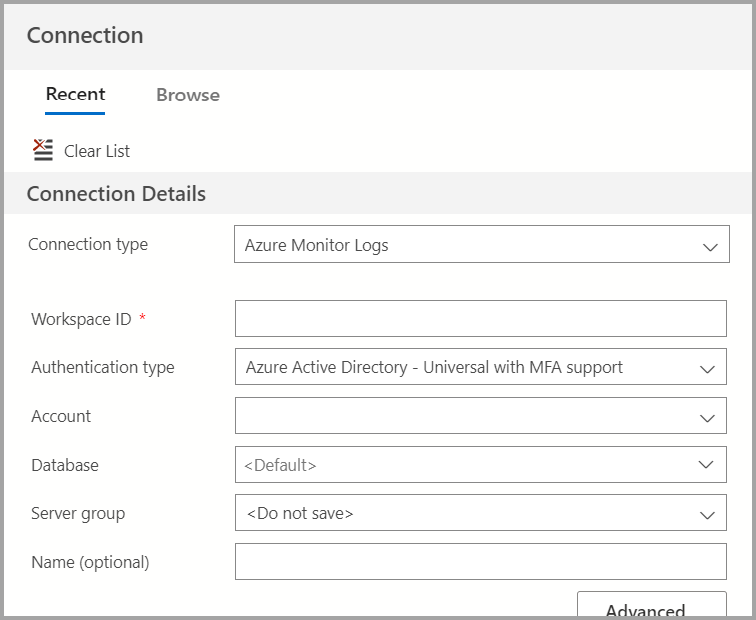 Connection
Recent Browse
Clear List
Connection Details
Connection type Azure Monitor Logs
Workspace ID *
Authentication type Azure Active Directory - Universal with MFA support
Account
Database <Default>
Server group <Do not save>
Name (optional)
Advanced